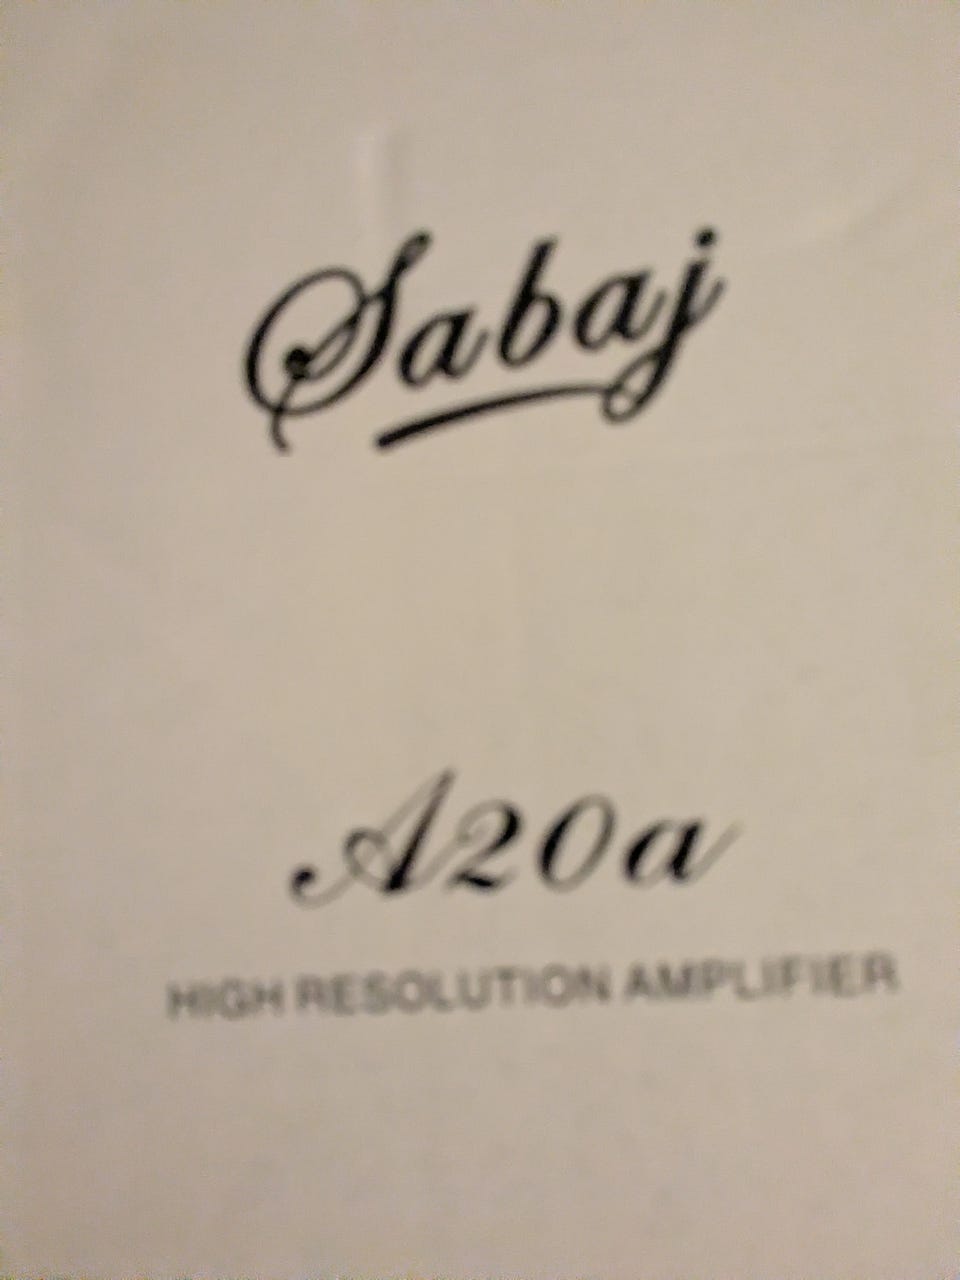 Sabaj
A20a
HIGH RESOLUTION AMPLIFIER